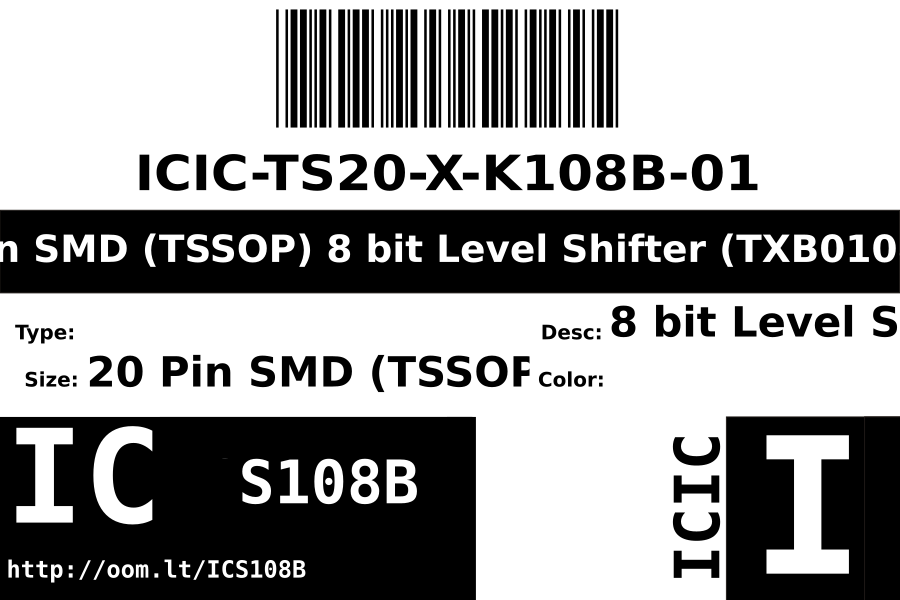 ICIC-TS20-X-K108B-01
n SMD (TSSOP) 8 bit Level Shifter (TXB010
Type:
Desc: 8 bit Level S
Size: 20 Pin SMD (TSSOP
Color:
IC
S108B
http://oom.lt/ICS108B
ICIC
I